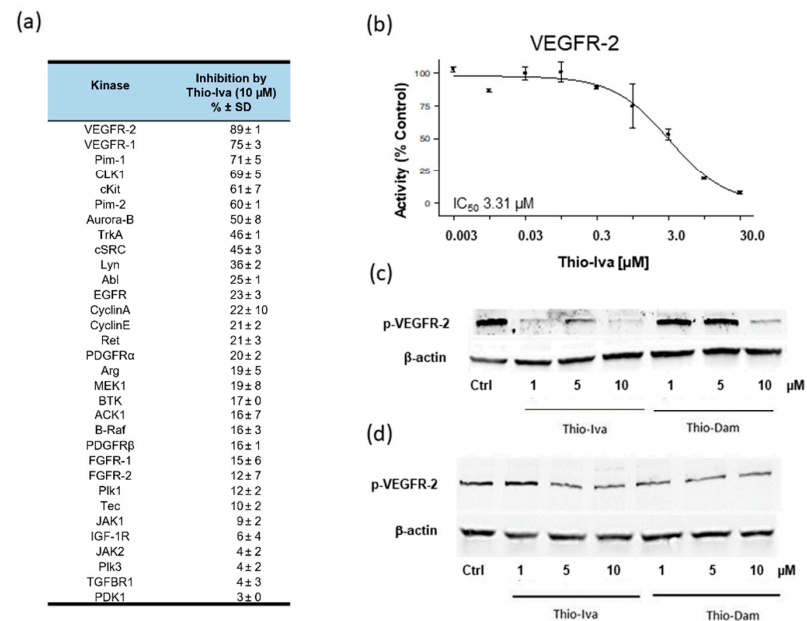 (a)
Kinase Inhibition by Thio-Iva (10 µM) % ± SD
VEGFR-2 89± 1
VEGFR-1 75± 3
Pim-1 71± 5
CLK1 69± 5
cKit 61± 7
Pim-2 60± 1
Aurora-B 50± 8
TrkA 46± 1
cSRC 45± 3
Lyn 36± 2
Abl 25± 1
EGFR 23± 3
CyclinA 22± 10
CyclinE 21± 2
Ret 21± 3
PDGFRα 20± 2
Arg 19± 5
MEK1 19± 8
BTK 17± 0
ACK1 16± 7
B-Raf 16± 3
PDGFRβ 16± 1
FGFR-1 15± 6
FGFR-2 12± 7
Plk1 12± 2
Tec 10± 2
JAK1 9± 2
IGF-1R 6± 4
JAK2 4± 2
Plk3 4± 2
TGFBR1 4± 3
PDK1 3± 0
(b)
VEGFR-2
Activity (% Control)
100
75
50
25
0
IC50 3.31 µM
0.003 0.03 0.3 3.0 30.0
Thio-Iva [µM]
(c)
p-VEGFR-2
β-actin
Ctrl 1 5 10 1 5 10 µM
Thio-Iva Thio-Dam
(d)
p-VEGFR-2
β-actin
Ctrl 1 5 10 1 5 10 µM
Thio-Iva Thio-Dam